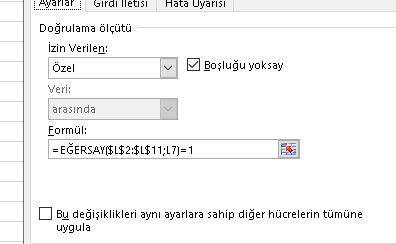 Ayarlar Girdi İletisi Hata Uyarısı
Doğrulama ölçütü
İzin Verilen:
Özel Boşluğu yoksay
Veri:
arasında
Formül:
=EĞERSAY($L$2:$L$11;L7)=1
Bu değişiklikleri aynı ayarlara sahip diğer hücrelerin tümüne
uygula